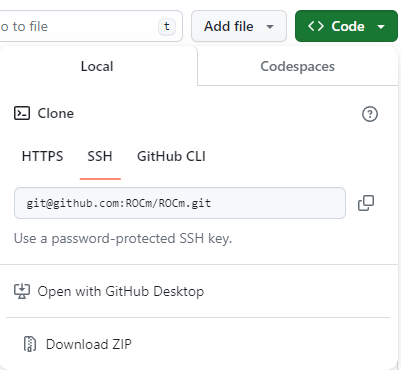 o to file t Add file Code
Local Codespaces
Clone
HTTPS SSH GitHub CLI
git@github.com:ROCm/ROCm.git
Use a password-protected SSH key.
Open with GitHub Desktop
Download ZIP